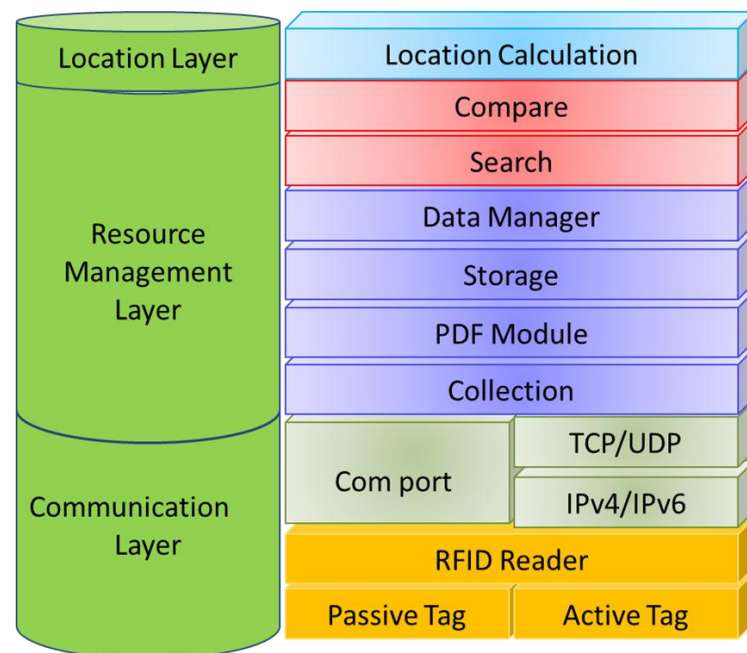 Location Layer
Location Calculation
Compare
Search
Resource
Management
Layer
Data Manager
Storage
PDF Module
Collection
Communication
Layer
Com port
TCP/UDP
IPv4/IPv6
RFID Reader
Passive Tag
Active Tag